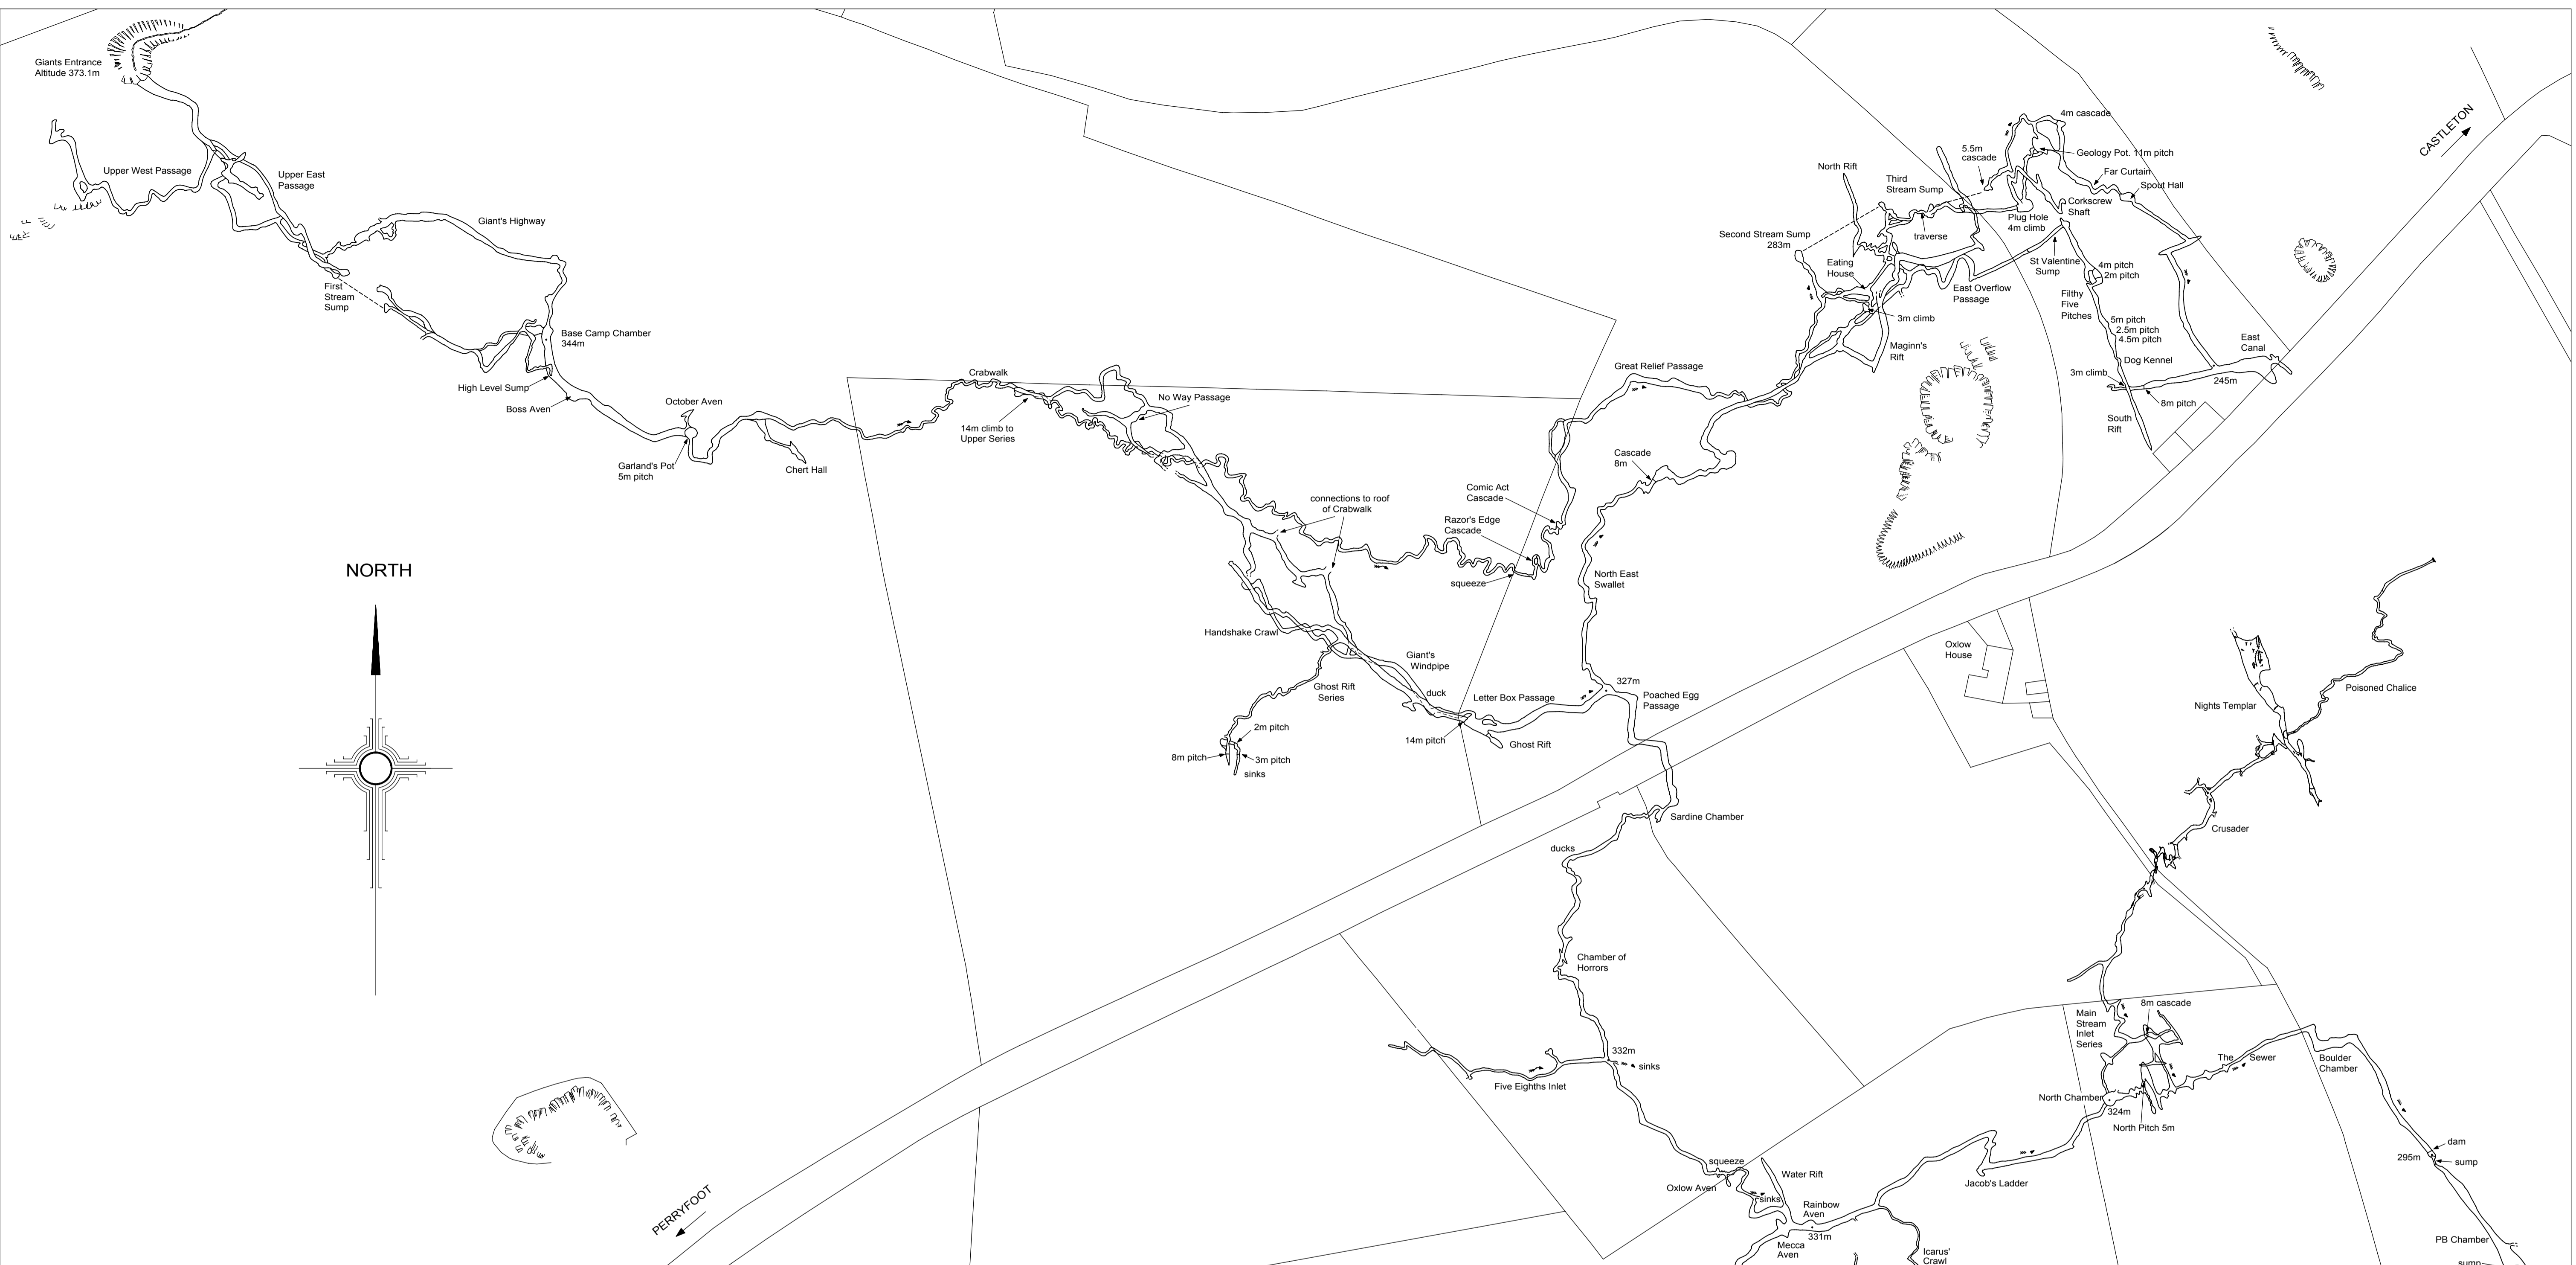 Giants Entrance
Altitude 373.1m
Upper West Passage
Upper East
Passage
Giant's Highway
First
Stream
Sump
Base Camp Chamber
344m
High Level Sump
Boss Aven
October Aven
Garland's Pot
5m pitch
Chert Hall
Crabwalk
14m climb to
Upper Series
No Way Passage
connections to roof
of Crabwalk
Comic Act
Cascade
Razor's Edge
Cascade
squeeze
Great Relief Passage
Cascade
8m
North East
Swallet
Handshake Crawl
Giant's
Windpipe
Ghost Rift
Series
duck
Letter Box Passage
14m pitch
Ghost Rift
2m pitch
8m pitch
3m pitch
sinks
327m
Poached Egg
Passage
Sardine Chamber
ducks
Chamber of
Horrors
332m
sinks
Five Eighths Inlet
squeeze
Oxlow Aven
Water Rift
sinks
Rainbow
Aven
331m
Mecca
Aven
Icarus'
Crawl
Jacob's Ladder
North Chamber
324m
North Pitch 5m
Main
Stream
Inlet
Series
8m cascade
The Sewer
Boulder
Chamber
dam
295m
sump
PB Chamber
sump
Crusader
Nights Templar
Poisoned Chalice
Oxlow
House
North Rift
Third
Stream Sump
5.5m
cascade
4m cascade
Geology Pot. 11m pitch
Far Curtain
Spout Hall
Corkscrew
Shaft
Plug Hole
4m climb
traverse
Second Stream Sump
283m
Eating
House
St Valentine
Sump
East Overflow
Passage
3m climb
Maginn's
Rift
4m pitch
2m pitch
Filthy
Five
Pitches
5m pitch
2.5m pitch
4.5m pitch
Dog Kennel
3m climb
8m pitch
South
Rift
East
Canal
245m
CASTLETON
NORTH
PERRYFOOT